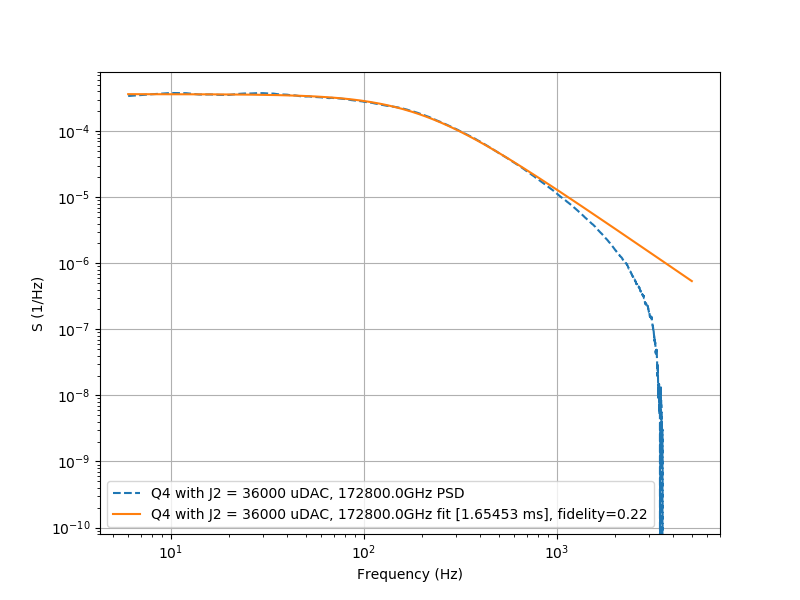 10⁻⁴
10⁻⁵
10⁻⁶
10⁻⁷
10⁻⁸
10⁻⁹
10⁻¹⁰
S (1/Hz)
Q4 with J2 = 36000 uDAC, 172800.0GHz PSD
Q4 with J2 = 36000 uDAC, 172800.0GHz fit [1.65453 ms], fidelity=0.22
10¹ 10² 10³
Frequency (Hz)